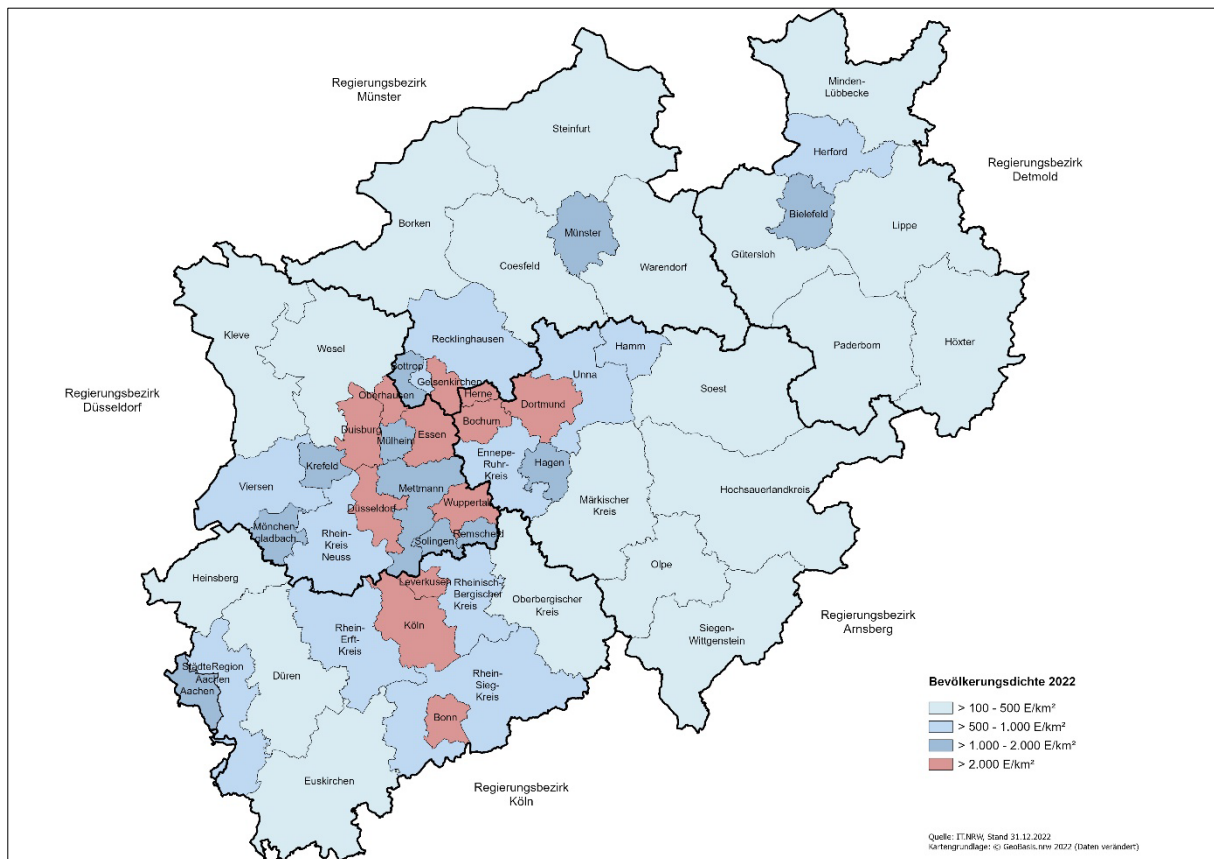 Regierungsbezirk
Münster
Minden-
Lübbecke
Steinfurt
Herford
Regierungsbezirk
Detmold
Borken
Münster
Bielefeld
Lippe
Coesfeld
Warendorf
Gütersloh
Kleve
Wesel
Recklinghausen
Hamm
Paderborn
Höxter
Regierungsbezirk
Düsseldorf
Bottrop
Gelsenkirchen
Unna
Soest
Oberhausen
Herne
Dortmund
Duisburg
Mülheim
Essen
Bochum
Krefeld
Ennepe-
Ruhr-
Kreis
Hagen
Viersen
Mettmann
Hochsauerlandkreis
Märkischer
Kreis
Düsseldorf
Wuppertal
Mönchen-
gladbach
Rhein-
Kreis
Neuss
Solingen
Remscheid
Heinsberg
Leverkusen
Rheinisch-
Bergischer
Kreis
Oberbergischer
Kreis
Olpe
Regierungsbezirk
Arnsberg
Rhein-
Erft-
Kreis
Köln
Siegen-
Wittgenstein
StädteRegion
Aachen
Aachen
Düren
Rhein-
Sieg-
Kreis
Bonn
Euskirchen
Regierungsbezirk
Köln
Bevölkerungsdichte 2022
> 100 - 500 E/km²
> 500 - 1.000 E/km²
> 1.000 - 2.000 E/km²
> 2.000 E/km²
Quelle: IT.NRW, Stand 31.12.2022
Kartengrundlage: © GeoBasis.nrw 2022 (Daten verändert)